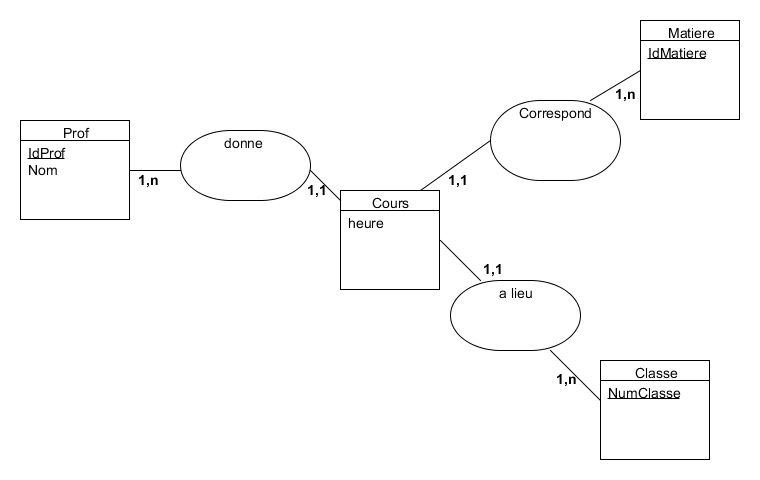 Matiere
IdMatiere
1,n
Correspond
Prof
IdProf
Nom
1,n
donne
1,1
1,1
Cours
heure
1,1
a lieu
1,n
Classe
NumClasse